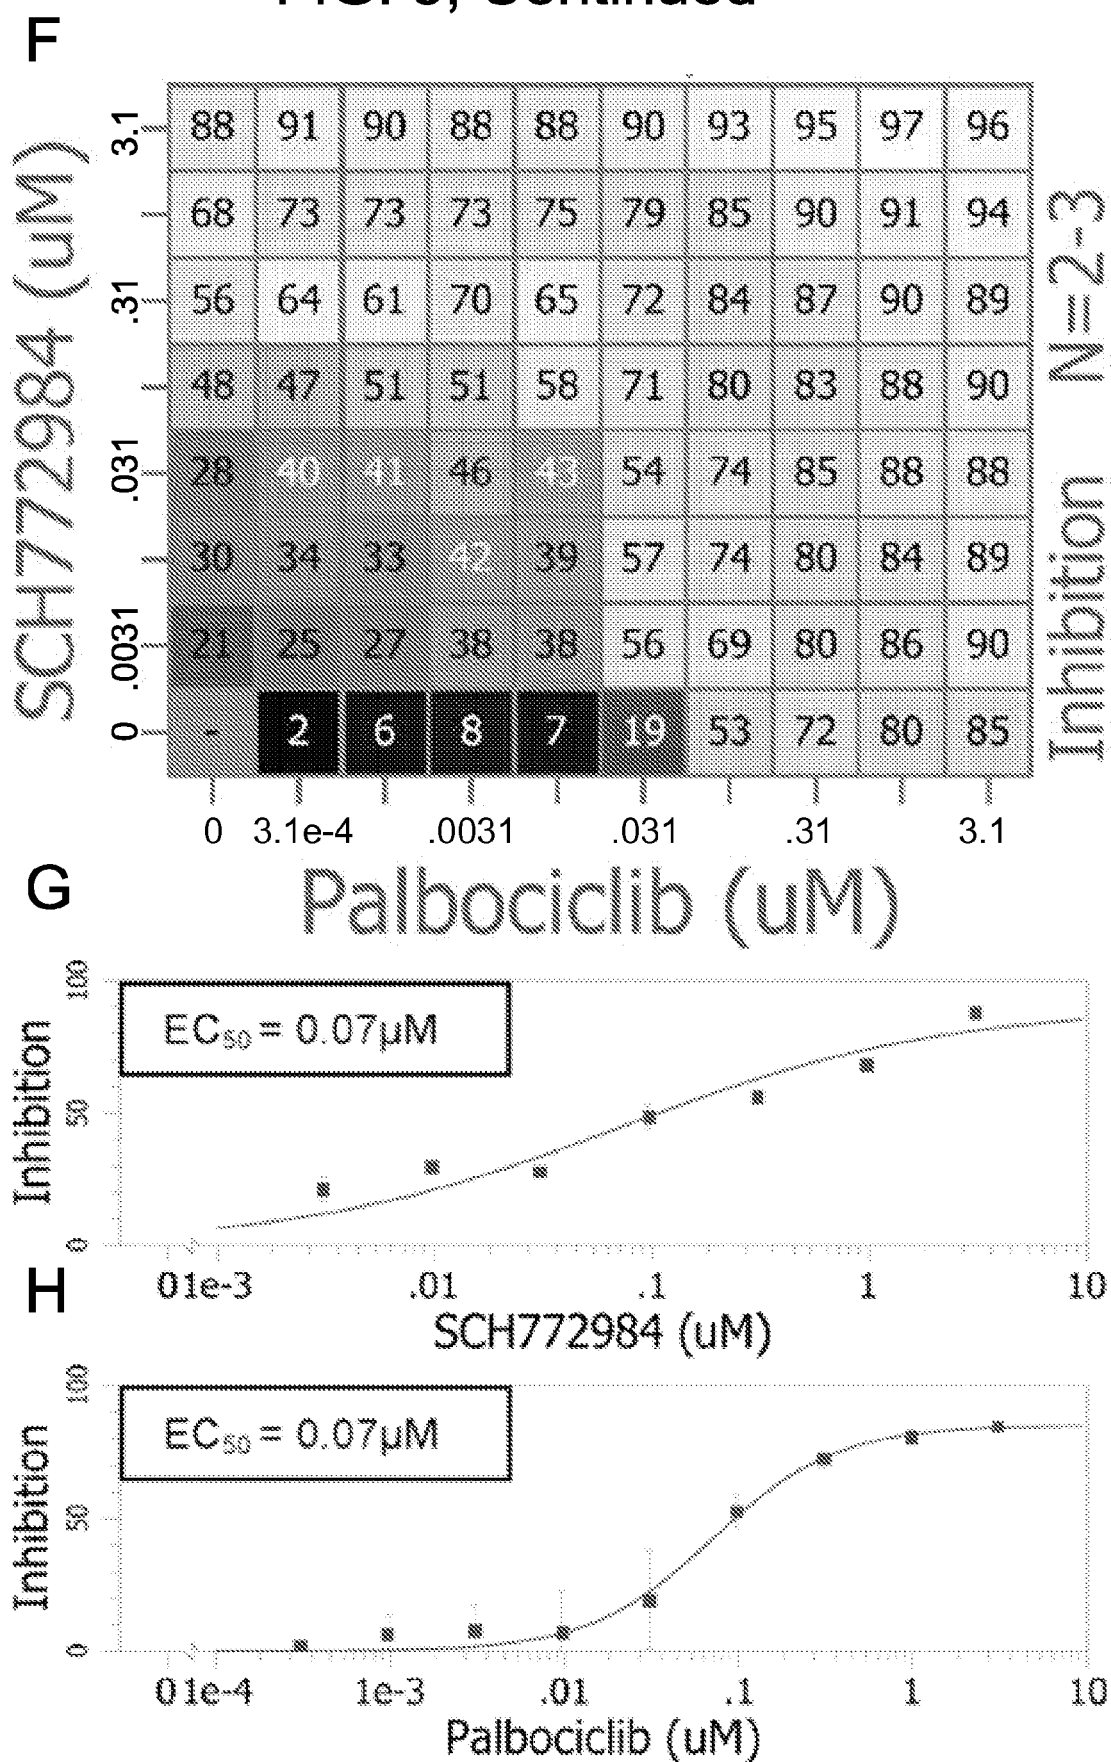 FIG. 3, Continued
F
SCH772984 (uM)
3.1 88 91 90 88 88 90 93 95 97 96
68 73 73 73 75 79 85 90 91 94
.31 56 64 61 70 65 72 84 87 90 89
48 47 51 51 58 71 80 83 88 90
.031 28 40 41 46 43 54 74 85 88 88
30 34 33 42 39 57 74 80 84 89
.0031 21 25 27 38 38 56 69 80 86 90
0 - 2 6 8 7 19 53 72 80 85
0 3.1e-4 .0031 .031 .31 3.1
Palbociclib (uM)
Inhibition N=2-3
G
EC50 = 0.07µM
Inhibition
100
50
0
0 1e-3 .01 .1 1 10
SCH772984 (uM)
H
EC50 = 0.07µM
Inhibition
100
50
0
0 1e-4 1e-3 .01 .1 1 10
Palbociclib (uM)